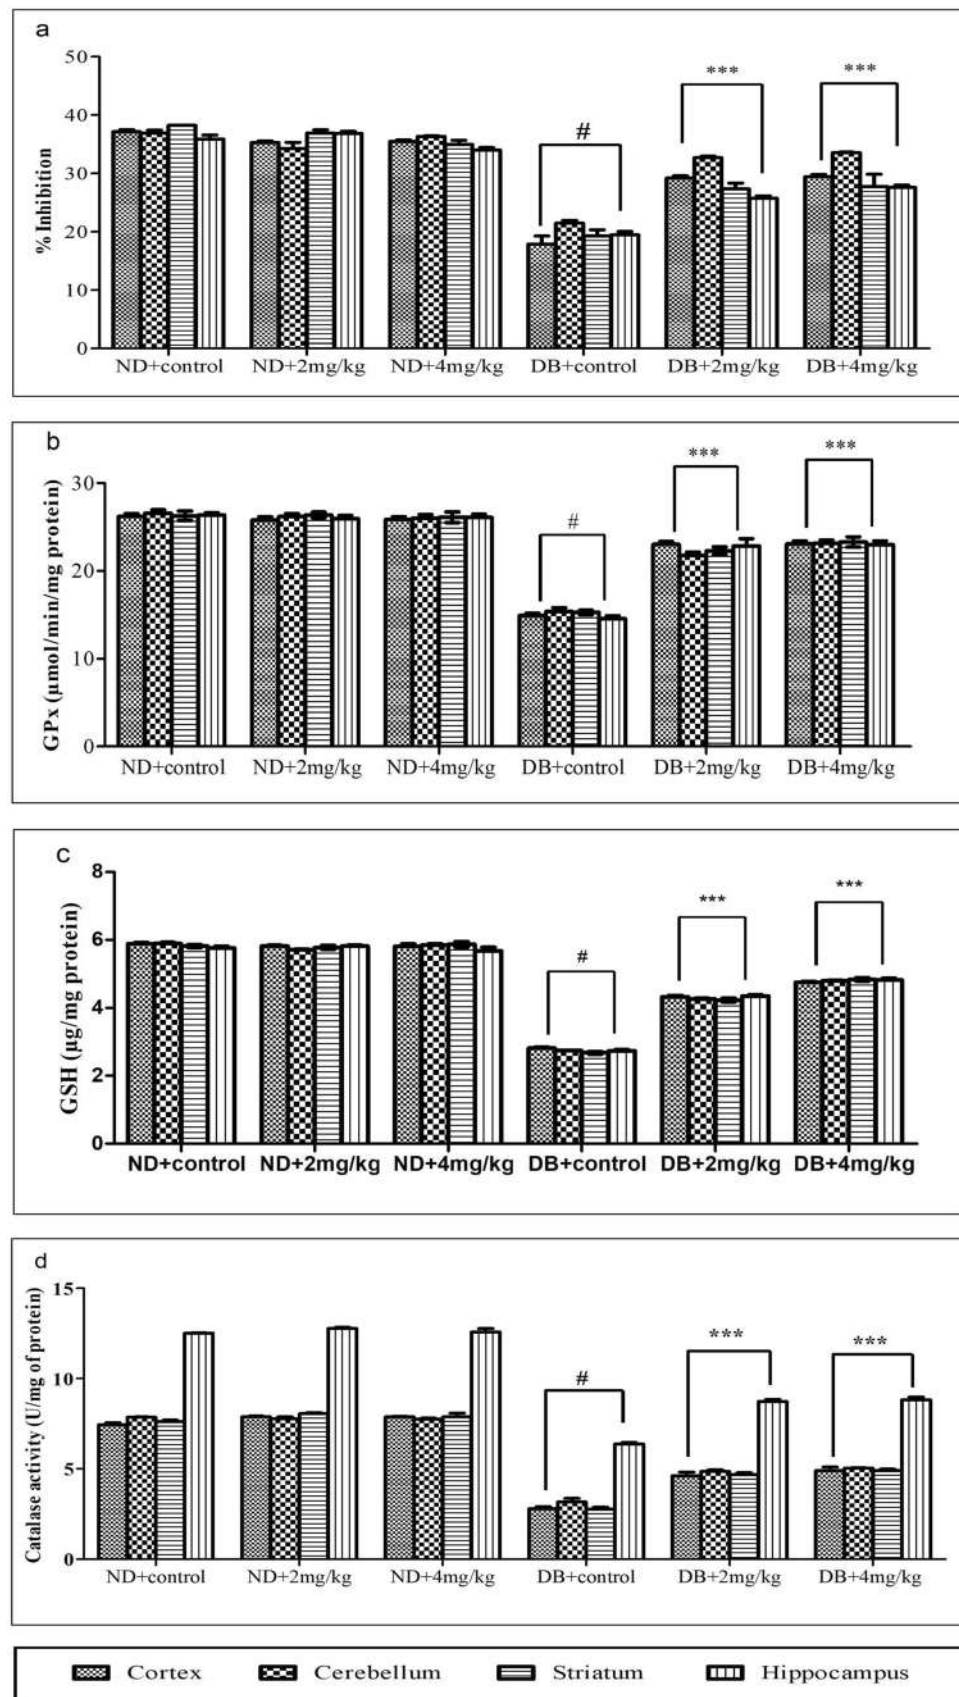 a
50
40
30
20
10
0
% Inhibition
#
***
***
ND+control ND+2mg/kg ND+4mg/kg DB+control DB+2mg/kg DB+4mg/kg
b
30
20
10
0
GPx (µmol/min/mg protein)
#
***
***
ND+control ND+2mg/kg ND+4mg/kg DB+control DB+2mg/kg DB+4mg/kg
c
8
6
4
2
0
GSH (µg/mg protein)
#
***
***
ND+control ND+2mg/kg ND+4mg/kg DB+control DB+2mg/kg DB+4mg/kg
d
15
10
5
0
Catalase activity (U/mg of protein)
#
***
***
ND+control ND+2mg/kg ND+4mg/kg DB+control DB+2mg/kg DB+4mg/kg
Cortex Cerebellum Striatum Hippocampus